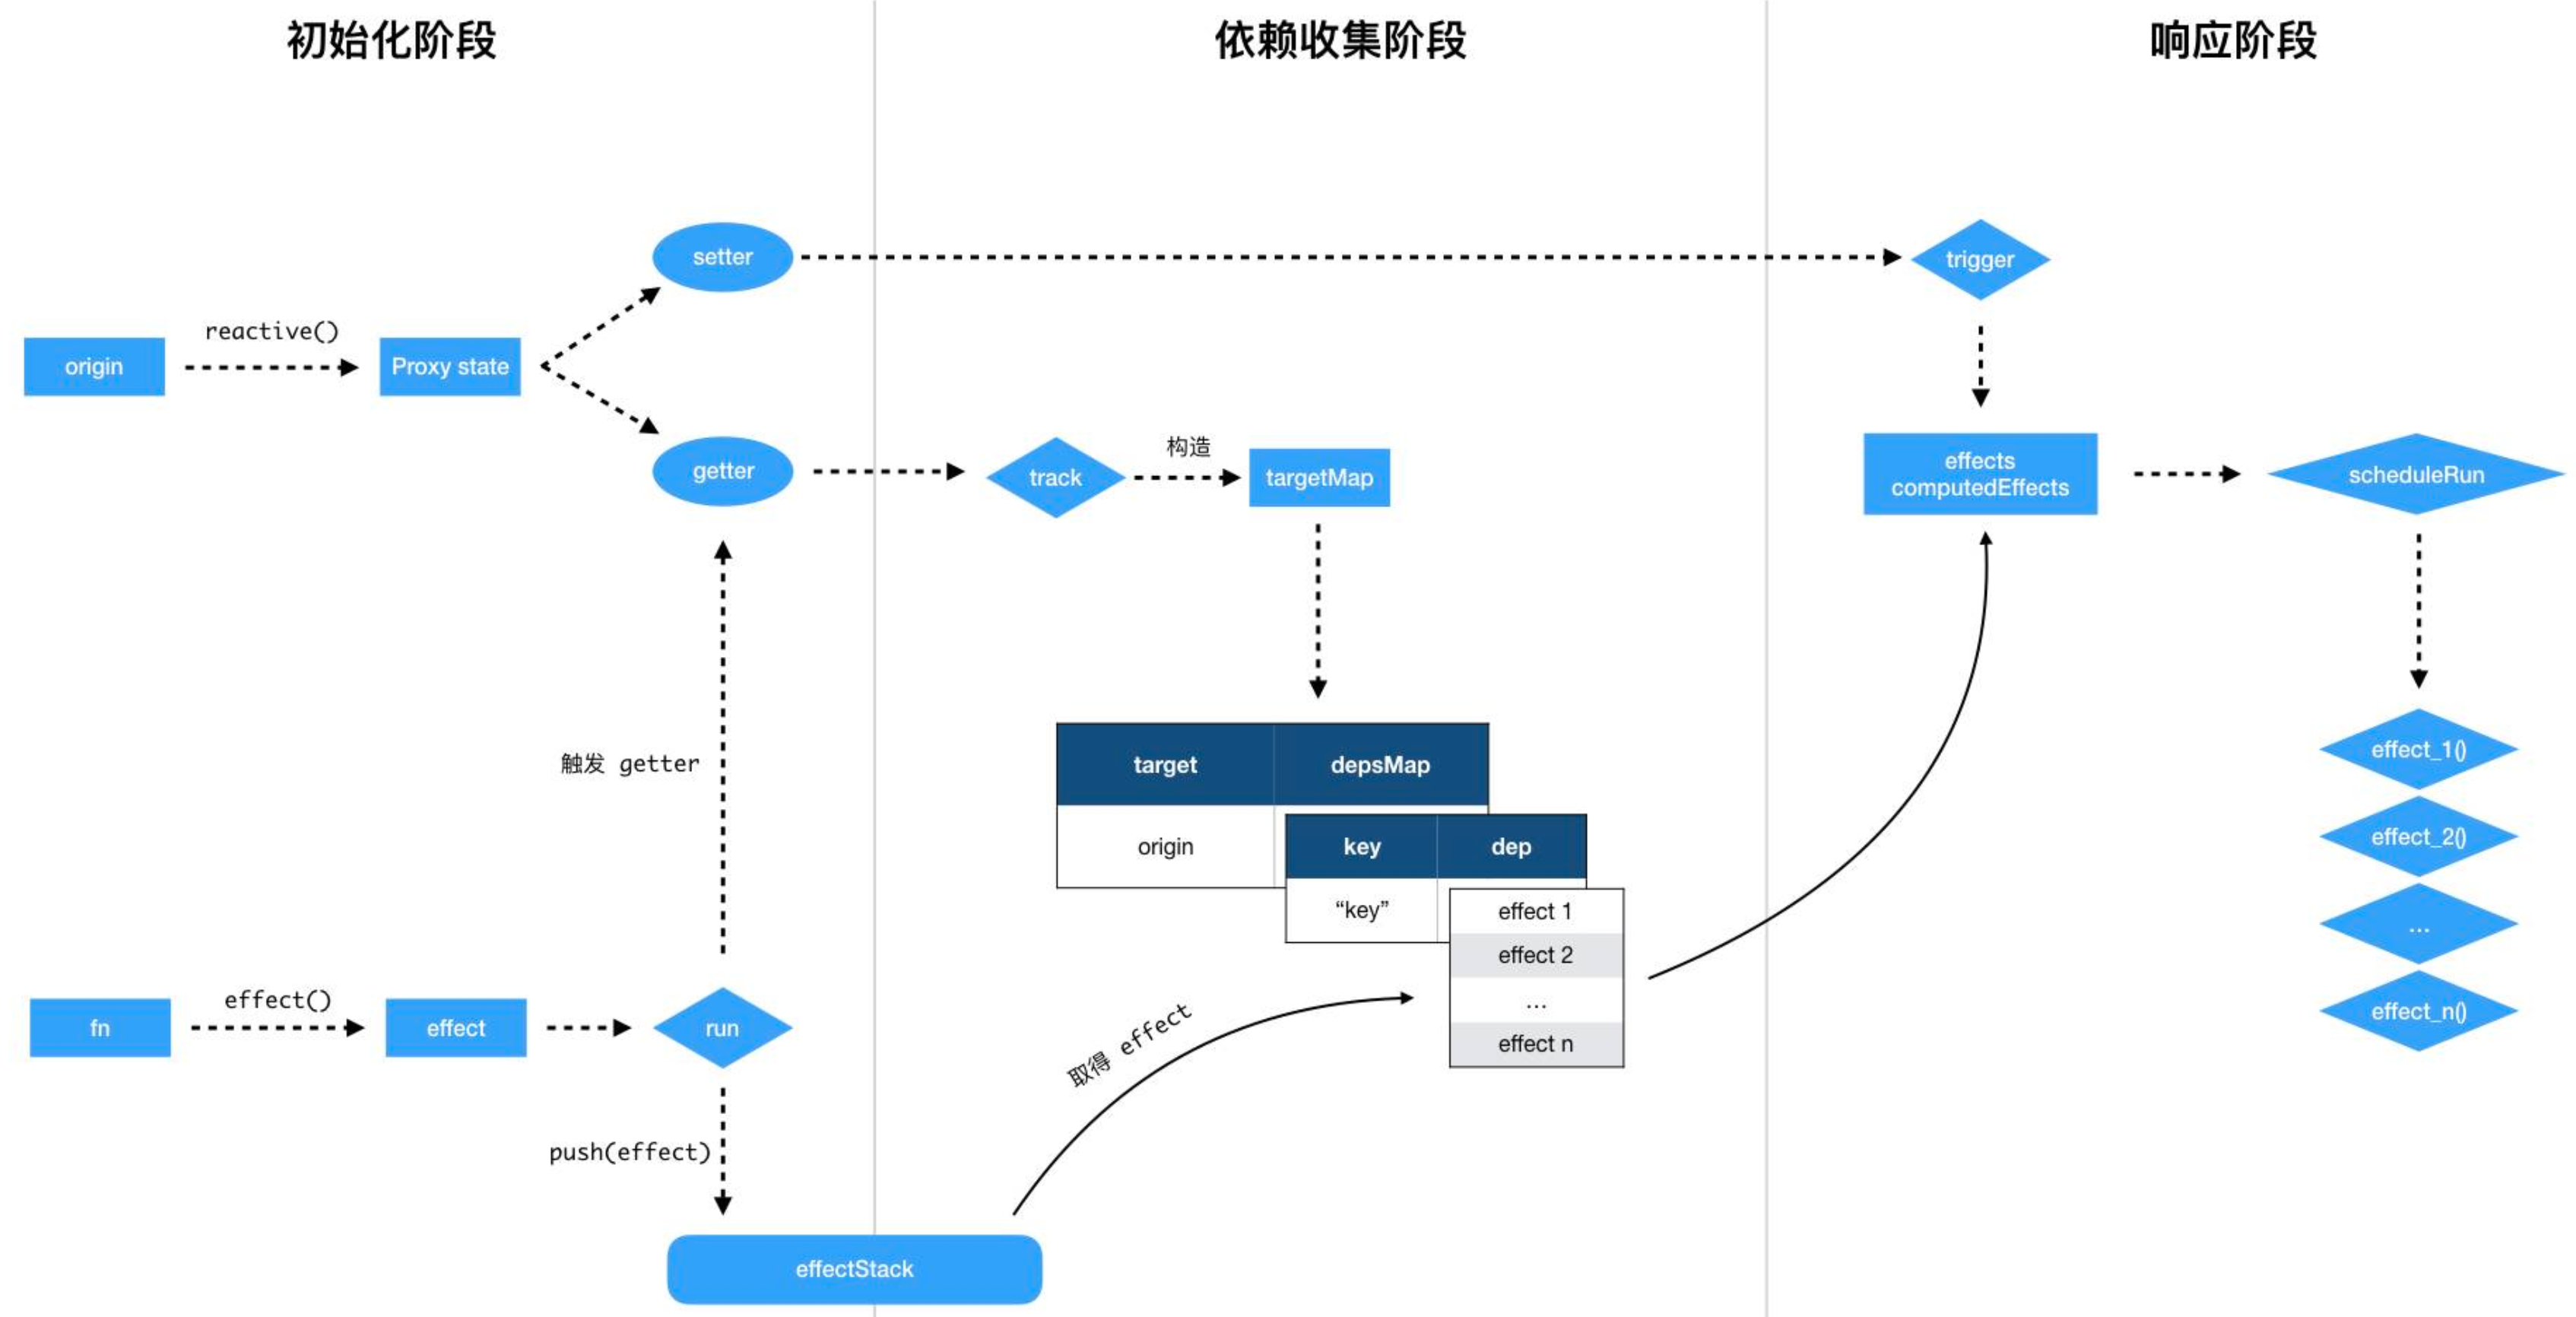 初始化阶段
依赖收集阶段
响应阶段
setter
trigger
reactive()
origin
Proxy state
getter
track
构造
targetMap
effects
computedEffects
scheduleRun
触发 getter
target
depsMap
origin
key
dep
“key”
effect 1
effect 2
...
effect n
effect_1()
effect_2()
...
effect_n()
effect()
fn
effect
run
取得 effect
push(effect)
effectStack